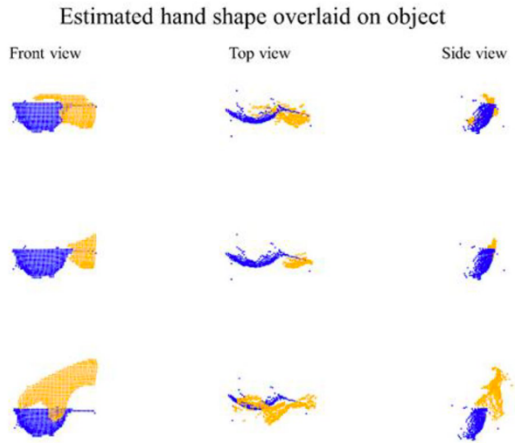 Estimated hand shape overlaid on object
Front view
Top view
Side view